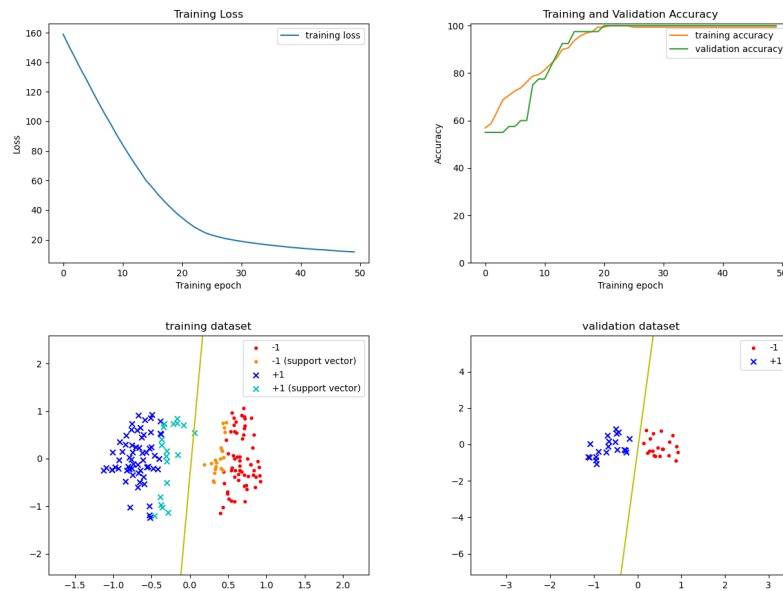 Training Loss
training loss
160
140
120
100
80
60
40
20
0 10 20 30 40 50
Loss
Training epoch
Training and Validation Accuracy
training accuracy
validation accuracy
100
80
60
40
20
0
0 10 20 30 40 50
Accuracy
Training epoch
training dataset
-1
-1 (support vector)
+1
+1 (support vector)
2
1
0
−1
−2
−1.5 −1.0 −0.5 0.0 0.5 1.0 1.5 2.0
validation dataset
-1
+1
6
4
2
0
−2
−4
−6
−3 −2 −1 0 1 2 3